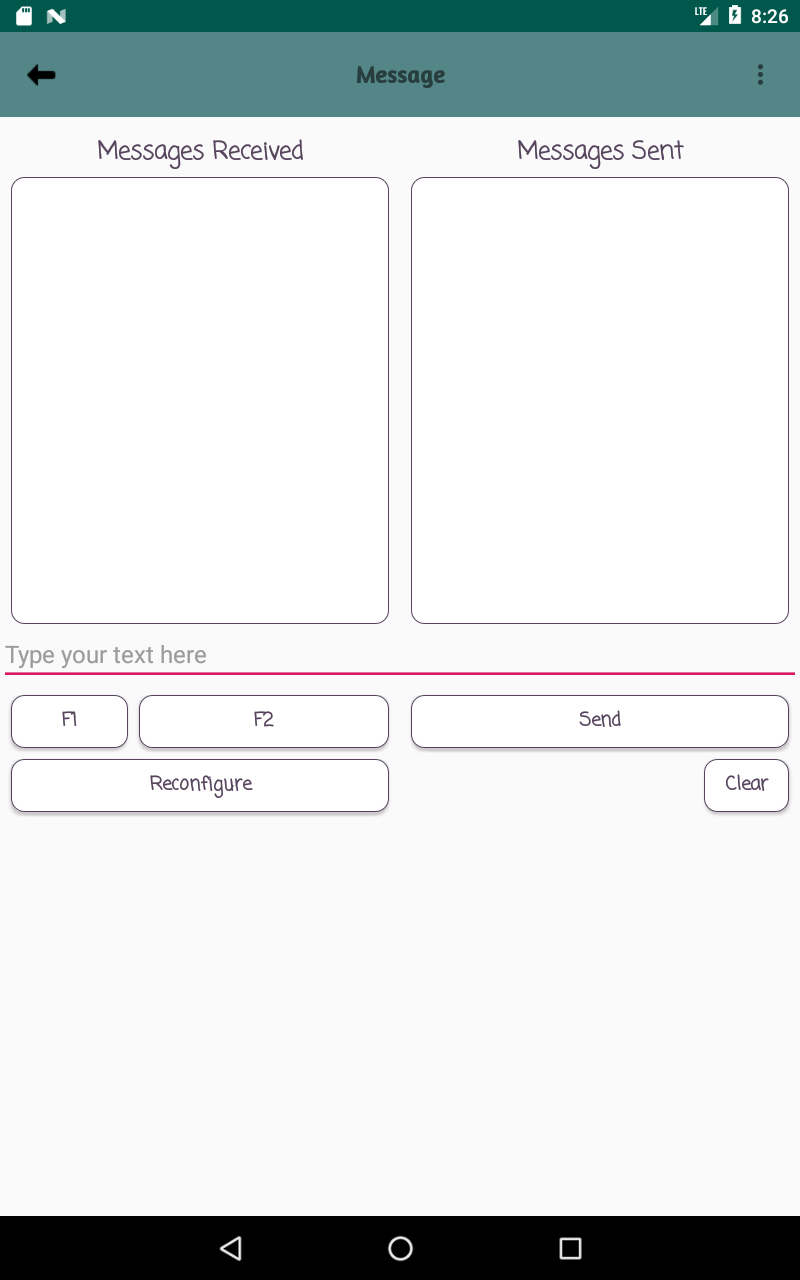 LTE 8:26
Message
Messages Received Messages Sent
Type your text here
F1 F2 Send
Reconfigure Clear